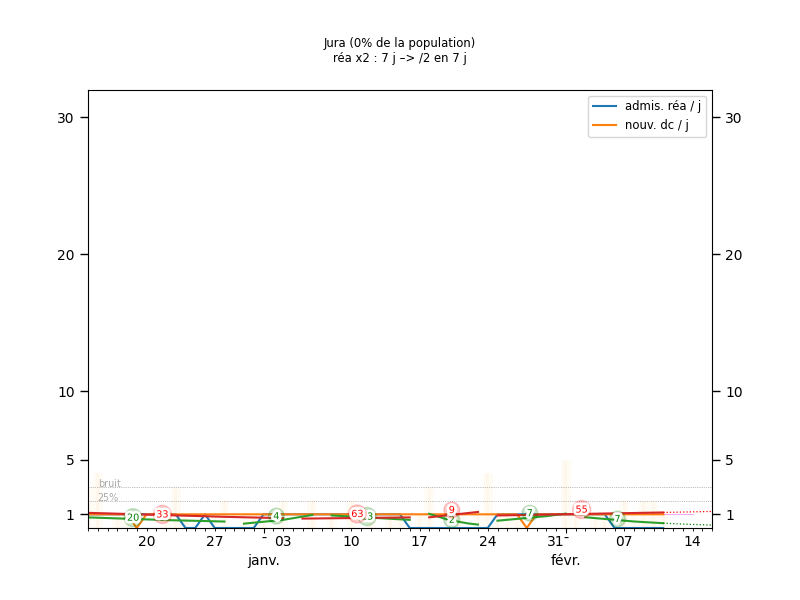 Jura (0% de la population)
réa x2 : 7 j –> /2 en 7 j
admis. réa / j
nouv. dc / j
30 30
20 20
10 10
5 5
bruit
25%
1 1
20 33 4 63 9 2 7 55 7
20 27 - 03 10 17 24 31 - 07 14
janv. févr.